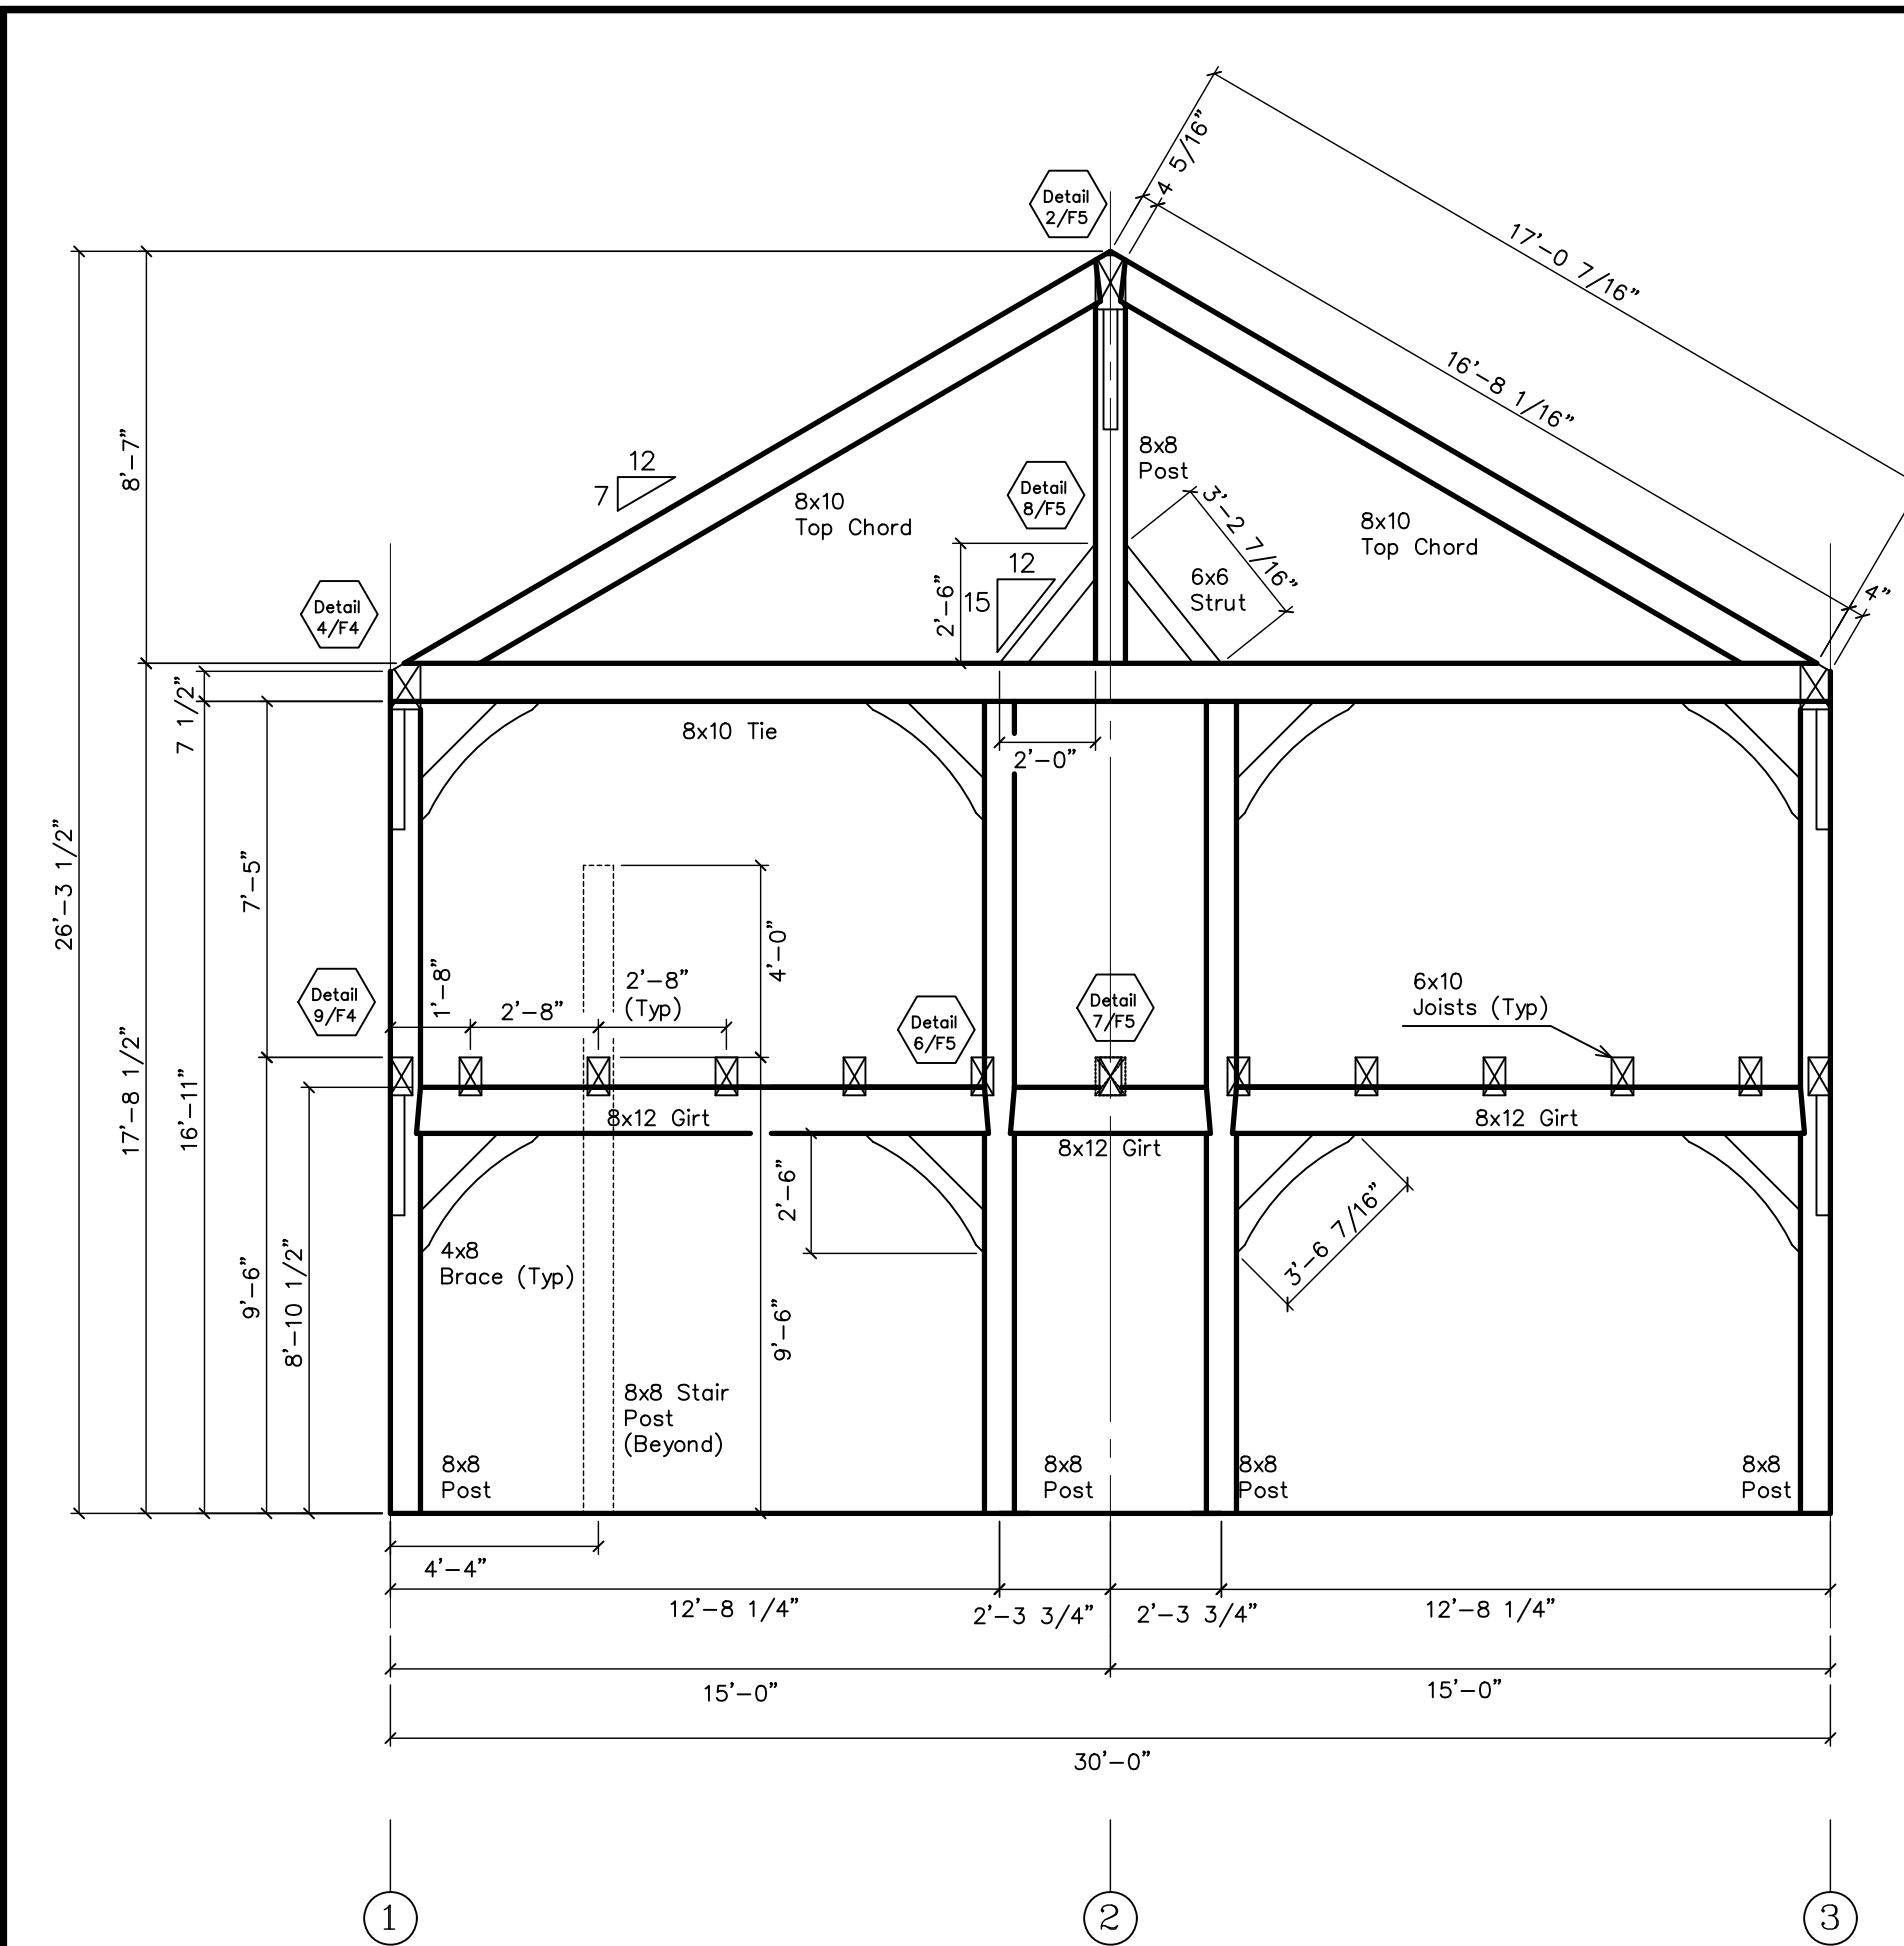 Detail
2/F5
4 5/16”
17’-0 7/16”
16’-8 1/16”
4”
8’-7”
12
7
8x10
Top Chord
Detail
8/F5
8x8
Post
3’-2 7/16”
8x10
Top Chord
12
15
2’-6”
6x6
Strut
Detail
4/F4
7 1/2”
8x10 Tie
2’-0”
26’-3 1/2”
7’-5”
4’-0”
1’-8”
2’-8”
2’-8”
(Typ)
Detail
9/F4
Detail
6/F5
Detail
7/F5
6x10
Joists (Typ)
17’-8 1/2”
16’-11”
8x12 Girt
8x12 Girt
8x12 Girt
2’-6”
3’-6 7/16”
9’-6”
8’-10 1/2”
4x8
Brace (Typ)
9’-6”
8x8 Stair
Post
(Beyond)
8x8
Post
8x8
Post
8x8
Post
8x8
Post
4’-4”
12’-8 1/4”
2’-3 3/4”
2’-3 3/4”
12’-8 1/4”
15’-0”
15’-0”
30’-0”
1
2
3